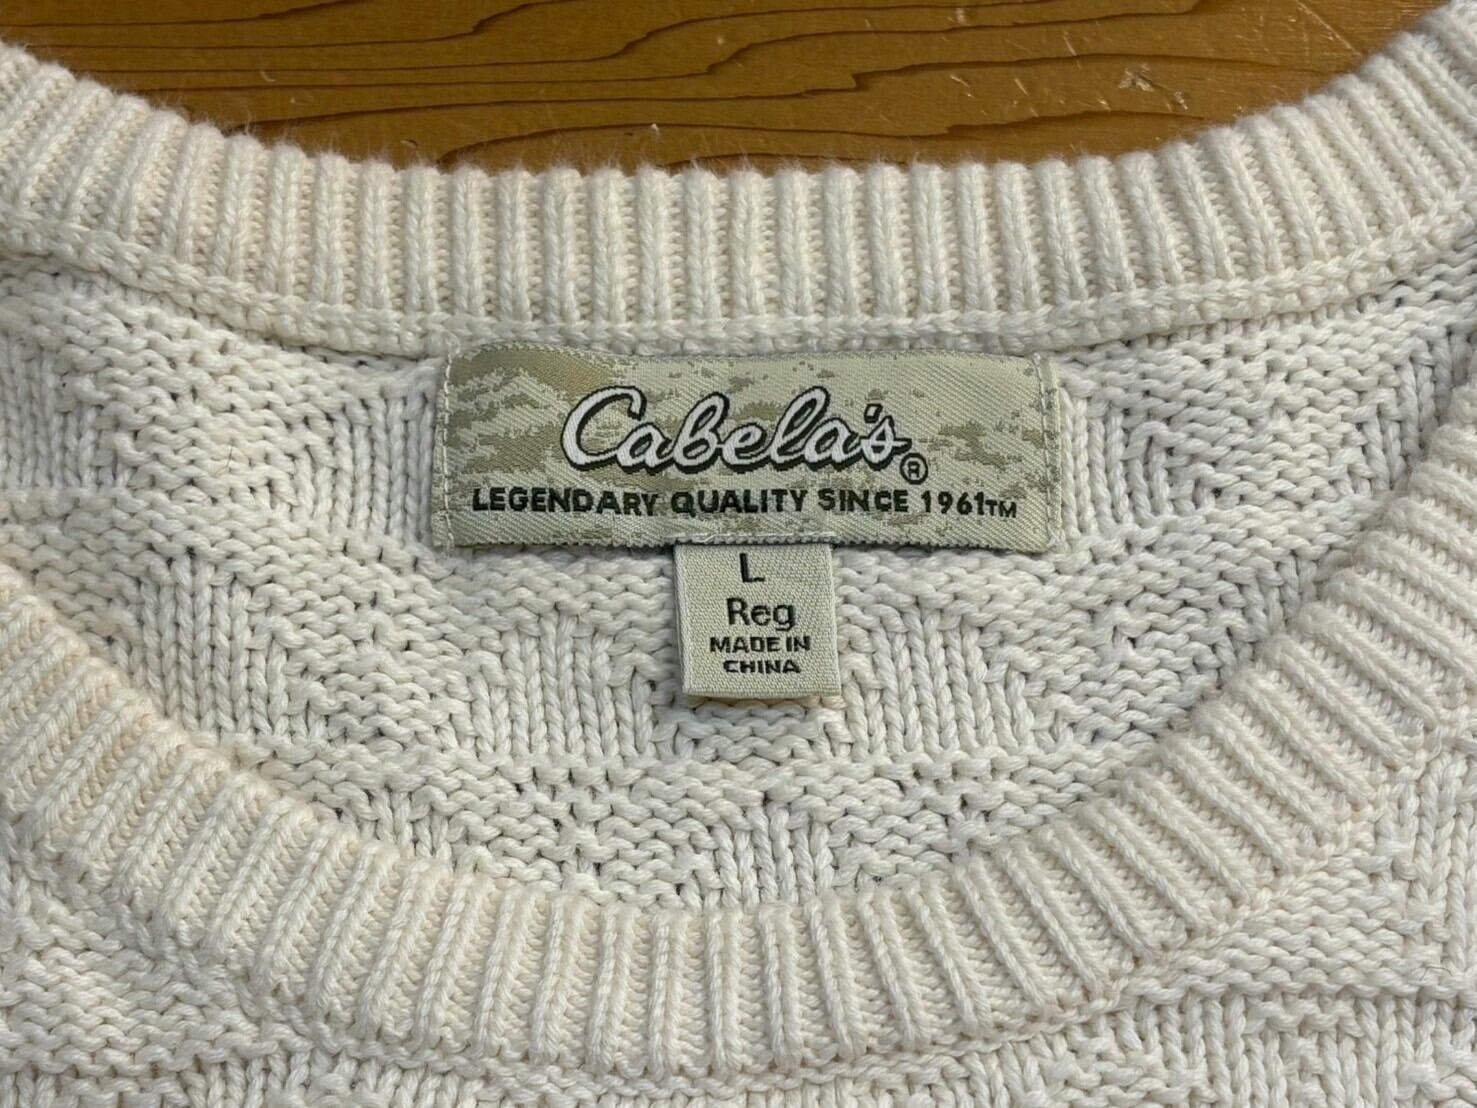 Cabela's®
LEGENDARY QUALITY SINCE 1961™
L
Reg
MADE IN
CHINA